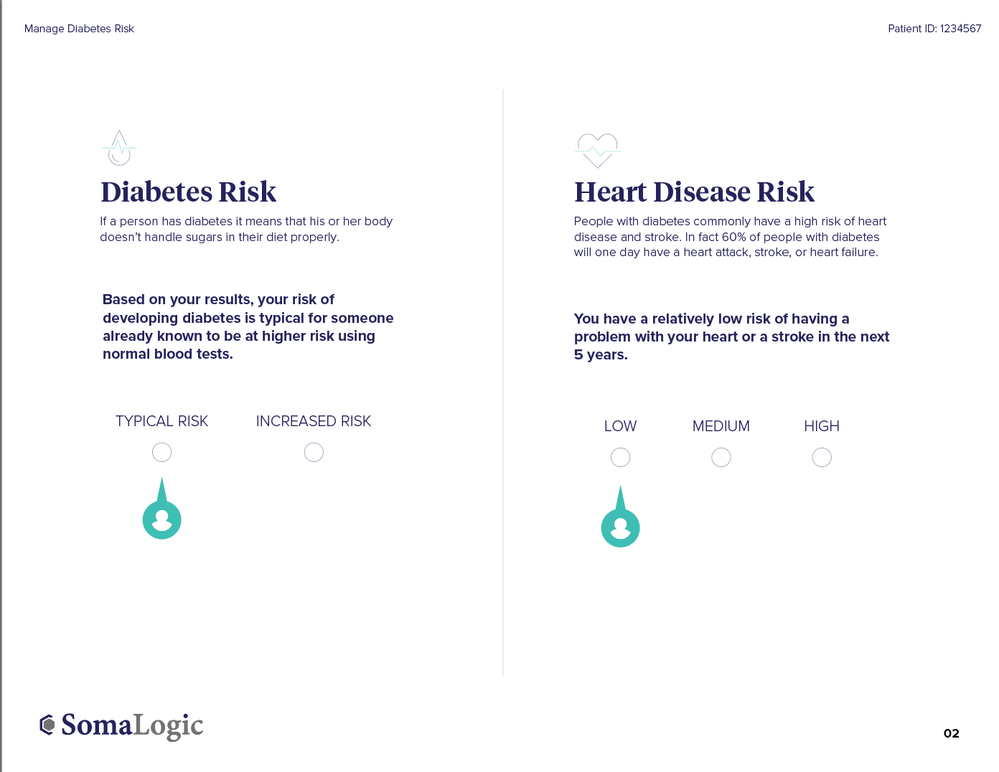 Manage Diabetes Risk
Patient ID: 1234567
Diabetes Risk
If a person has diabetes it means that his or her body
doesn't handle sugars in their diet properly.
Based on your results, your risk of
developing diabetes is typical for someone
already known to be at higher risk using
normal blood tests.
TYPICAL RISK
INCREASED RISK
Heart Disease Risk
People with diabetes commonly have a high risk of heart
disease and stroke. In fact 60% of people with diabetes
will one day have a heart attack, stroke, or heart failure.
You have a relatively low risk of having a
problem with your heart or a stroke in the next
5 years.
LOW
MEDIUM
HIGH
SomaLogic
02